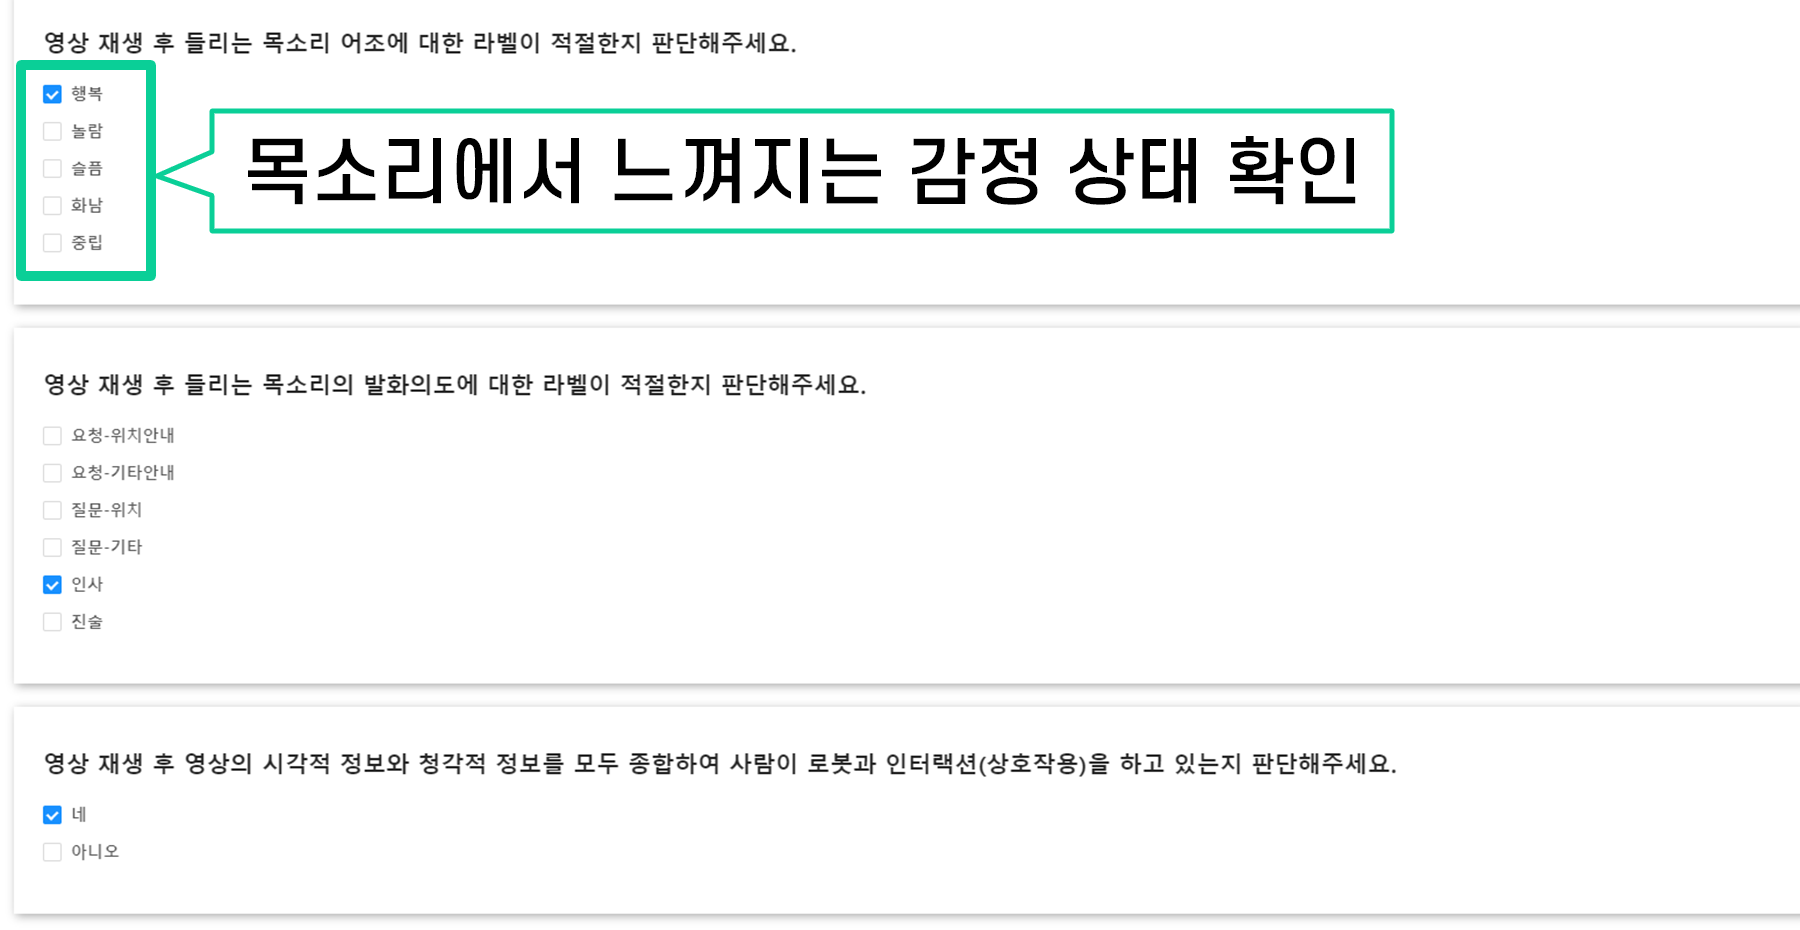 영상 재생 후 들리는 목소리 어조에 대한 라벨이 적절한지 판단해주세요.
행복
놀람
슬픔
화남
중립
목소리에서 느껴지는 감정 상태 확인
영상 재생 후 들리는 목소리의 발화의도에 대한 라벨이 적절한지 판단해주세요.
요청-위치안내
요청-기타안내
질문-위치
질문-기타
인사
진술
영상 재생 후 영상의 시각적 정보와 청각적 정보를 모두 종합하여 사람이 로봇과 인터랙션(상호작용)을 하고 있는지 판단해주세요.
네
아니오